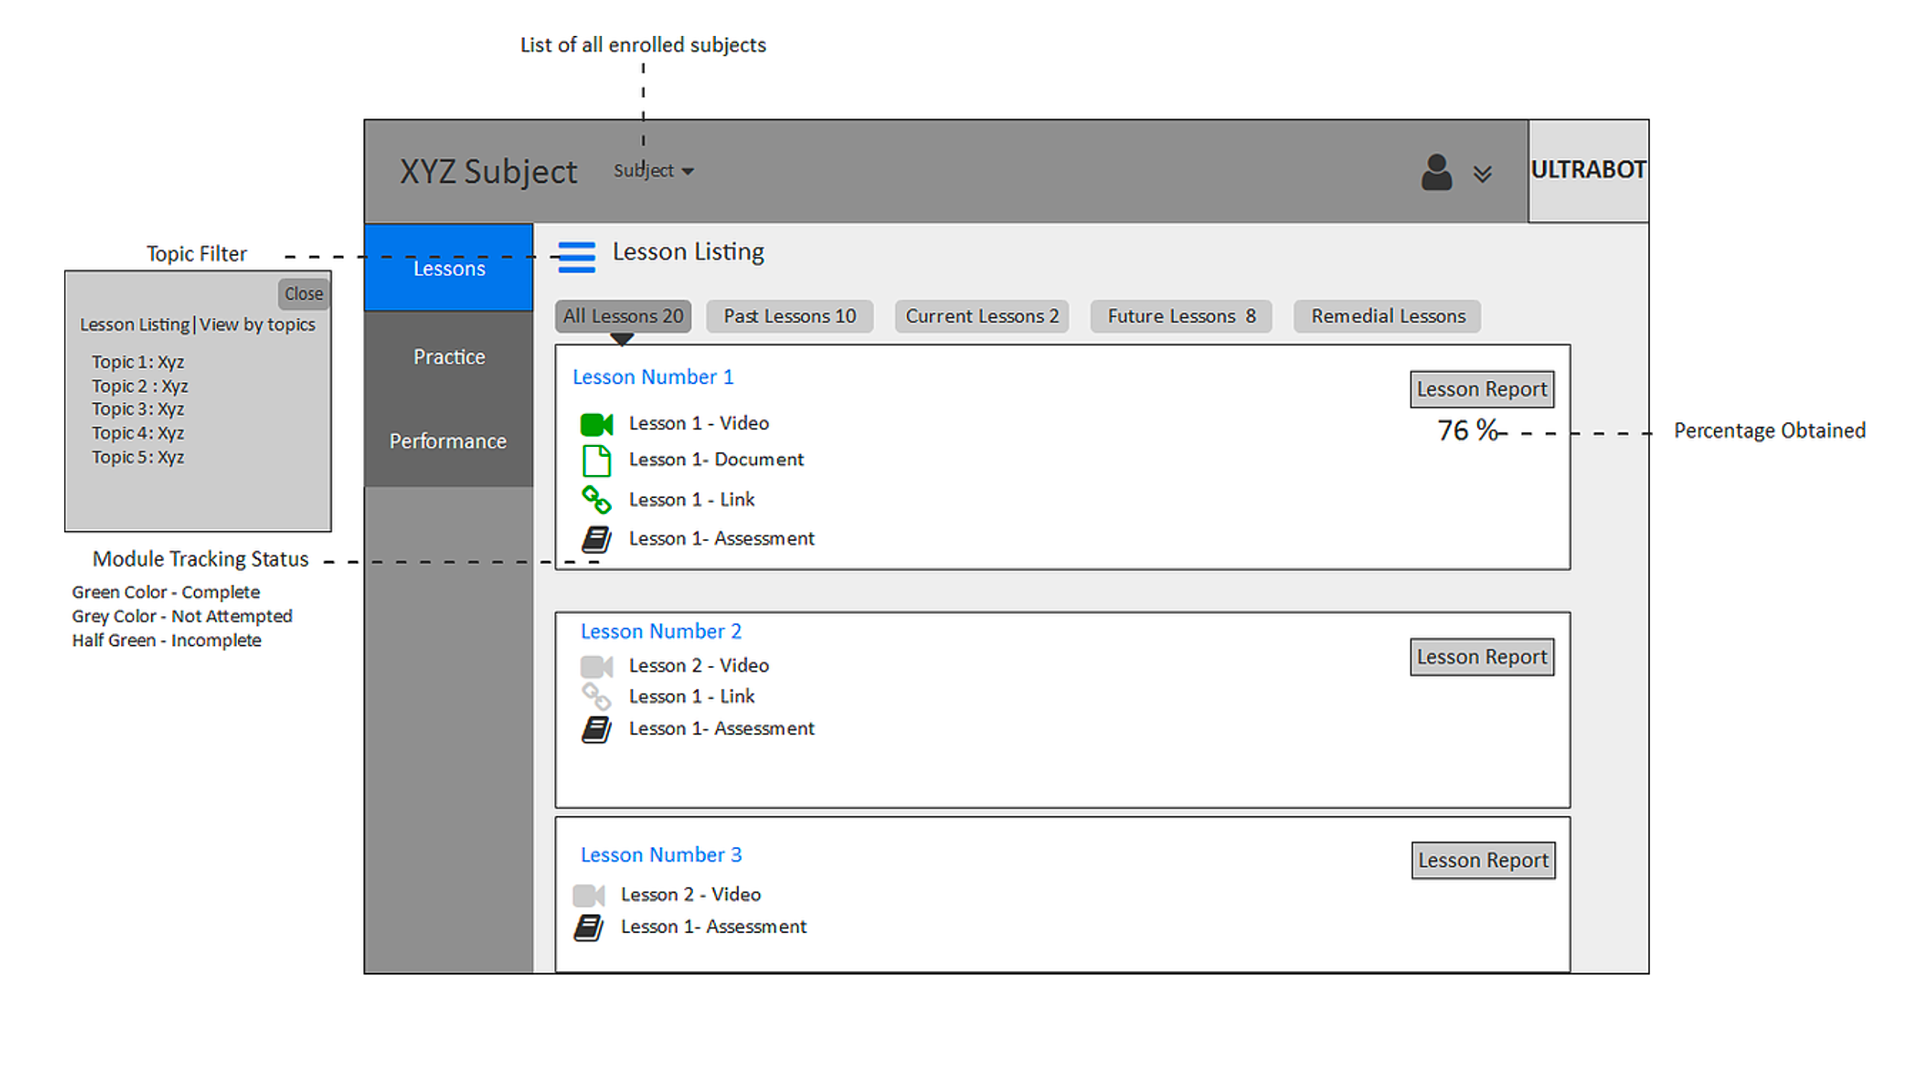 List of all enrolled subjects
XYZ Subject
Subject
ULTRABOT
Topic Filter
Close
Lesson Listing|View by topics
Topic 1: Xyz
Topic 2 : Xyz
Topic 3: Xyz
Topic 4: Xyz
Topic 5: Xyz
Module Tracking Status
Green Color - Complete
Grey Color - Not Attempted
Half Green - Incomplete
Lessons
Practice
Performance
Lesson Listing
All Lessons 20
Past Lessons 10
Current Lessons 2
Future Lessons 8
Remedial Lessons
Lesson Number 1
Lesson Report
76 %
Percentage Obtained
Lesson 1 - Video
Lesson 1- Document
Lesson 1 - Link
Lesson 1- Assessment
Lesson Number 2
Lesson Report
Lesson 2 - Video
Lesson 1 - Link
Lesson 1- Assessment
Lesson Number 3
Lesson Report
Lesson 2 - Video
Lesson 1- Assessment